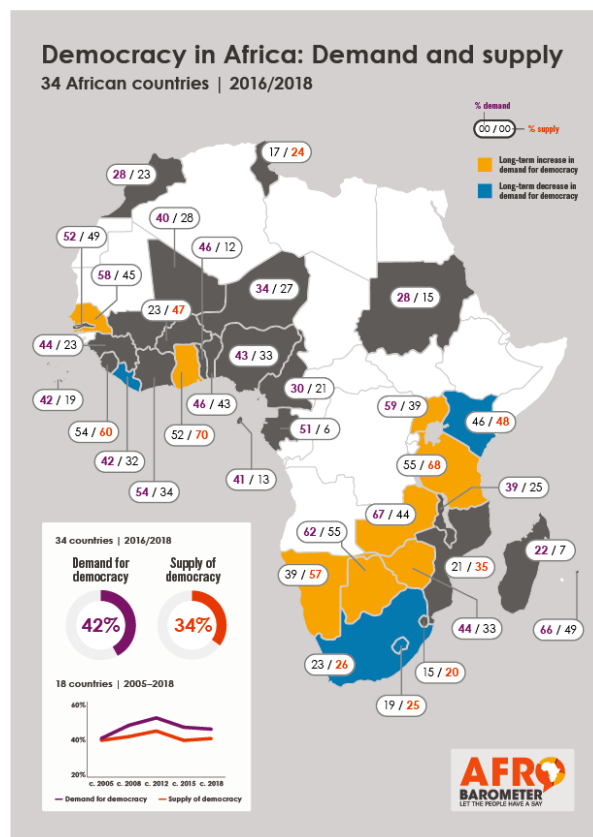 Democracy in Africa: Demand and supply
34 African countries | 2016/2018
% demand
00 / 00
% supply
Long-term increase in
demand for democracy
Long-term decrease in
demand for democracy
17 / 24
28 / 23
40 / 28
52 / 49
46 / 12
58 / 45
34 / 27
28 / 15
23 / 47
44 / 23
43 / 33
30 / 21
42 / 19
46 / 43
59 / 39
46 / 48
54 / 60
52 / 70
51 / 6
42 / 32
41 / 13
55 / 68
54 / 34
39 / 25
67 / 44
62 / 55
22 / 7
39 / 57
21 / 35
44 / 33
66 / 49
23 / 26
15 / 20
19 / 25
34 countries | 2016/2018
Demand for
democracy
Supply of
democracy
42%
34%
18 countries | 2005–2018
60%
40%
20%
c. 2005 c. 2008 c. 2012 c. 2015 c. 2018
Demand for democracy Supply of democracy
AFRO
BAROMETER
LET THE PEOPLE HAVE A SAY